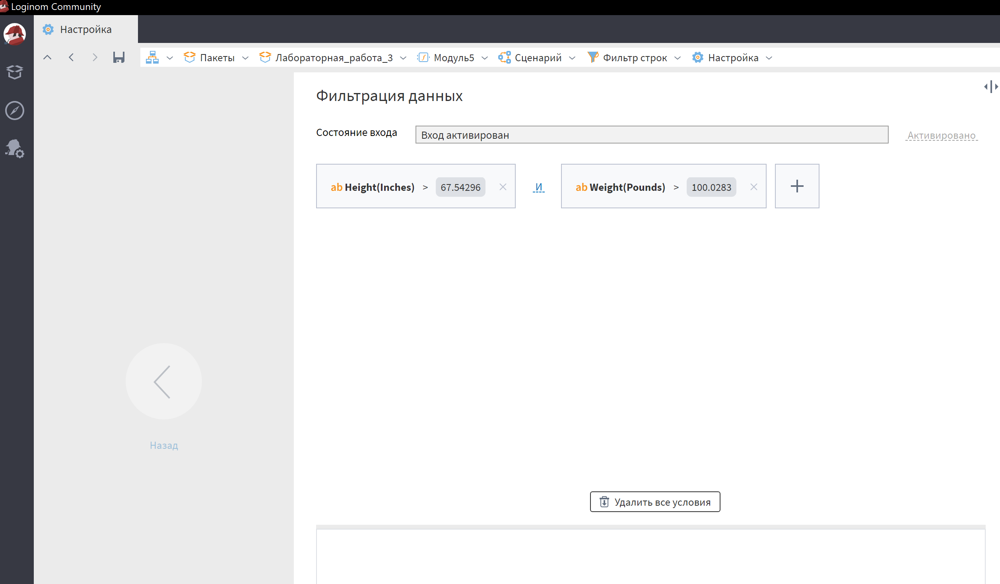 Loginom Community
Настройка
Пакеты Лабораторная_работа_3 Модуль5 Сценарий Фильтр строк Настройка
Фильтрация данных
Состояние входа Вход активирован Активировано
ab Height(Inches) > 67.54296 И ab Weight(Pounds) > 100.0283
Назад
Удалить все условия